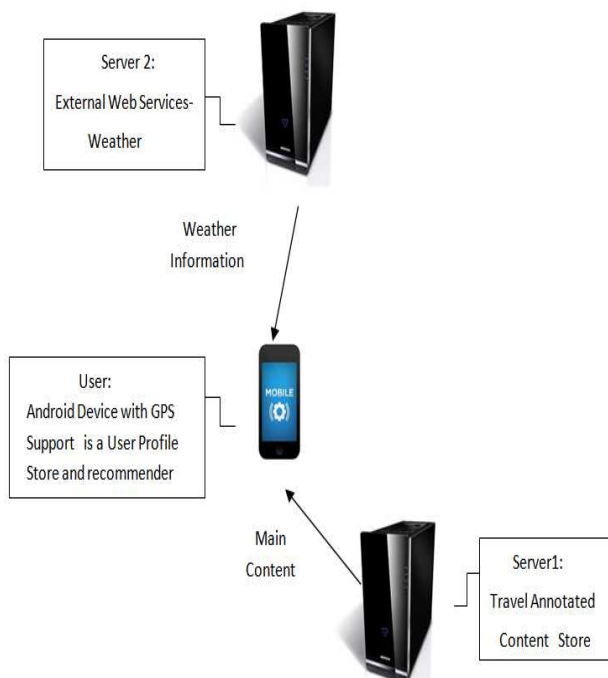 Server 2:
External Web Services-
Weather
Weather
Information
User:
Android Device with GPS
Support is a User Profile
Store and recommender
MOBILE
Main
Content
Server1:
Travel Annotated
Content Store